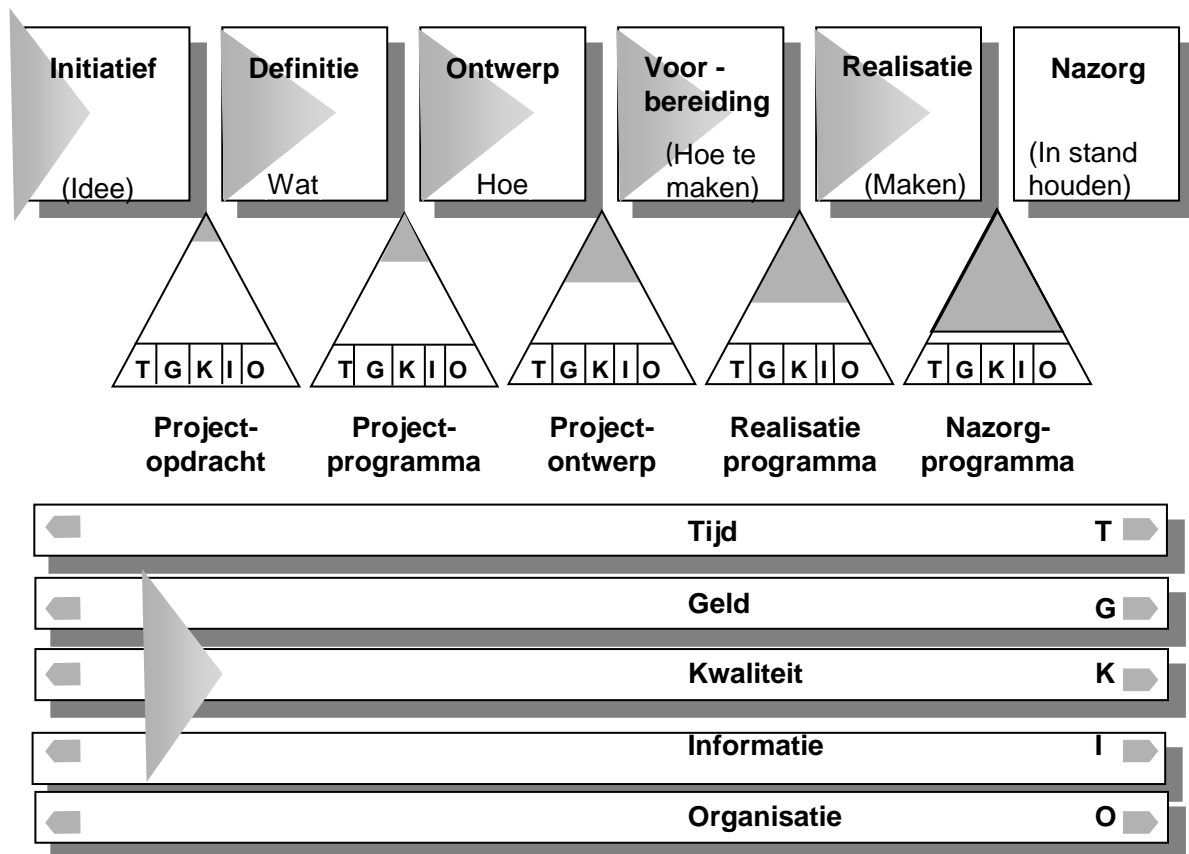 Initiatief
(Idee)
Definitie
Wat
Ontwerp
Hoe
Voor -
bereiding
(Hoe te
maken)
Realisatie
(Maken)
Nazorg
(In stand
houden)
T G K I O
T G K I O
T G K I O
T G K I O
T G K I O
Project-
opdracht
Project-
programma
Project-
ontwerp
Realisatie
programma
Nazorg-
programma
Tijd T
Geld G
Kwaliteit K
Informatie I
Organisatie O